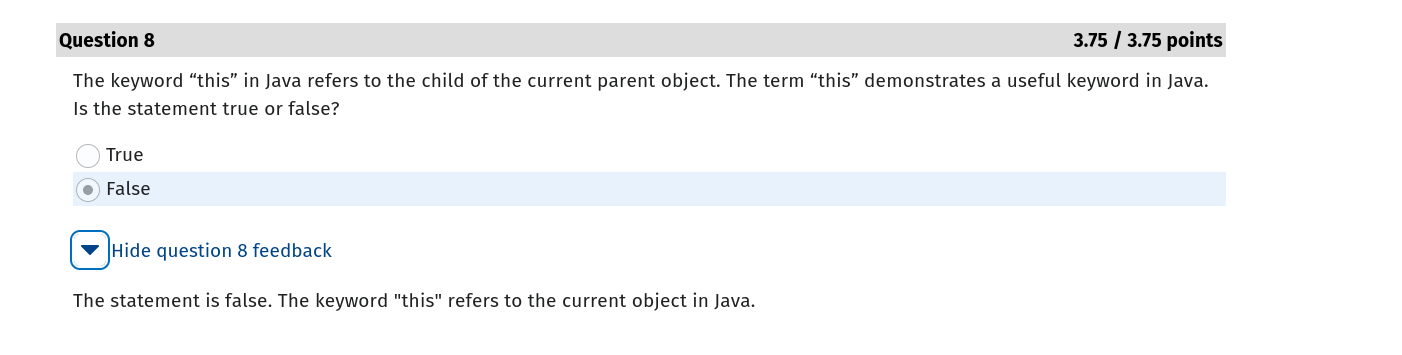 Question 8
3.75 / 3.75 points
The keyword “this” in Java refers to the child of the current parent object. The term “this” demonstrates a useful keyword in Java.
Is the statement true or false?
True
False
Hide question 8 feedback
The statement is false. The keyword "this" refers to the current object in Java.